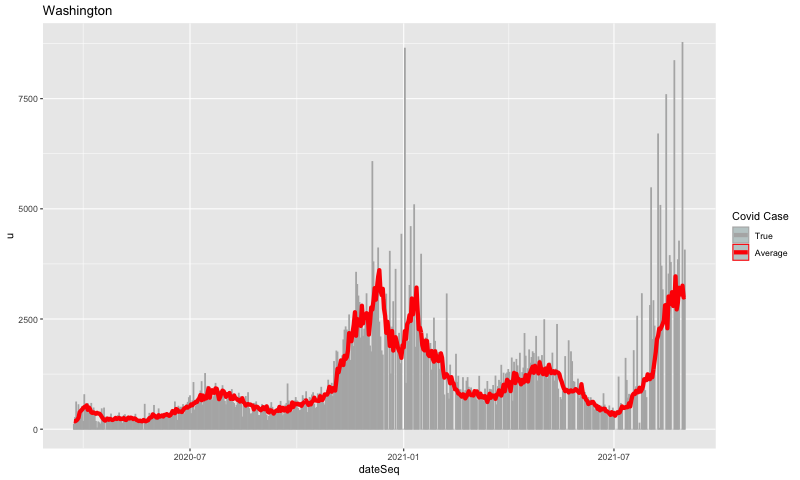 Washington
7500
5000
2500
0
u
2020-07
2021-01
2021-07
dateSeq
Covid Case
True
Average